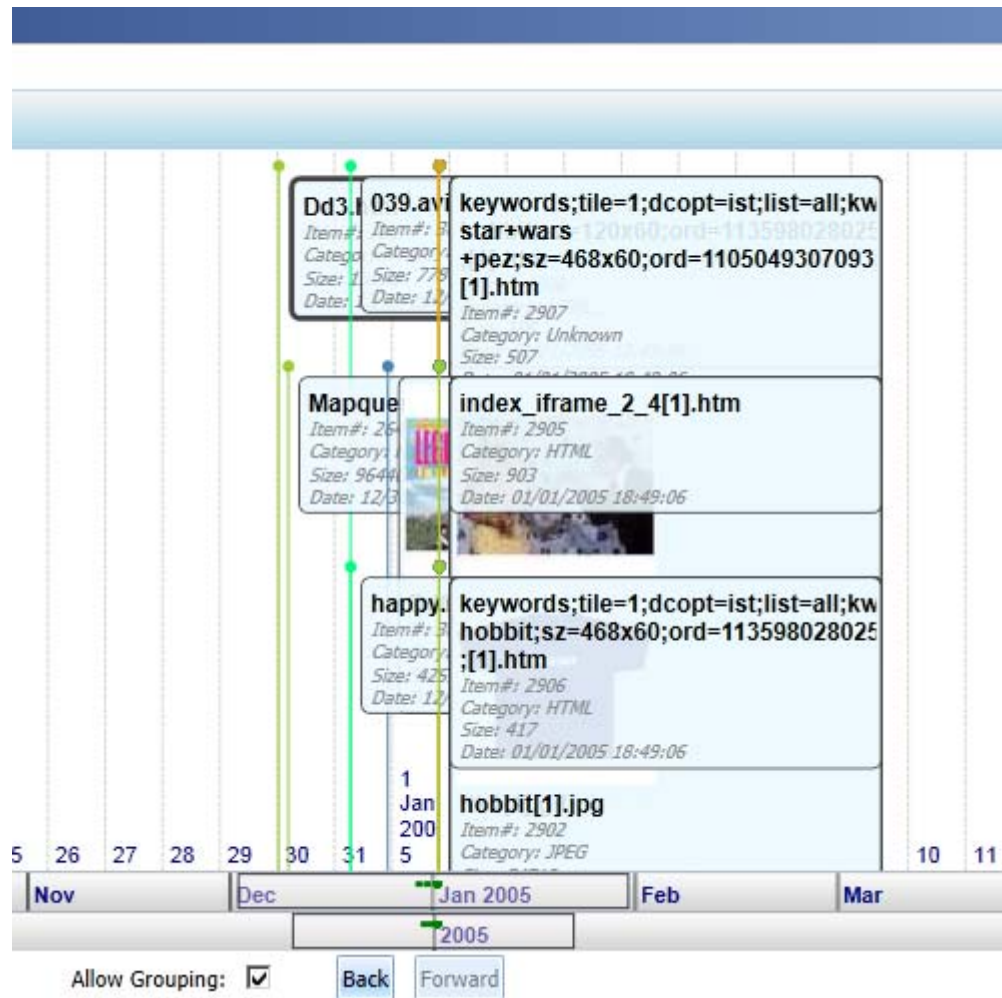 Dd3.
Item#:
Catego
Size: 1
Date: 1
039.avi
Item#: 3
Category:
Size: 778
Date: 12/
keywords;tile=1;dcopt=ist;list=all;kw
star+wars
+pez;sz=468x60;ord=1105049307093
[1].htm
Item#: 2907
Category: Unknown
Size: 507
Mapque
Item#: 26
Category:
Size: 9644
Date: 12/3
index_iframe_2_4[1].htm
Item#: 2905
Category: HTML
Size: 903
Date: 01/01/2005 18:49:06
happy.
Item#: 3
Category:
Size: 425
Date: 12/
keywords;tile=1;dcopt=ist;list=all;kw
hobbit;sz=468x60;ord=11359802802
;[1].htm
Item#: 2906
Category: HTML
Size: 417
Date: 01/01/2005 18:49:06
hobbit[1].jpg
Item#: 2902
Category: JPEG
1
Jan
200
5
5 26 27 28 29 30 31 10 11
Nov Dec Jan 2005 Feb Mar
2005
Allow Grouping: Back Forward